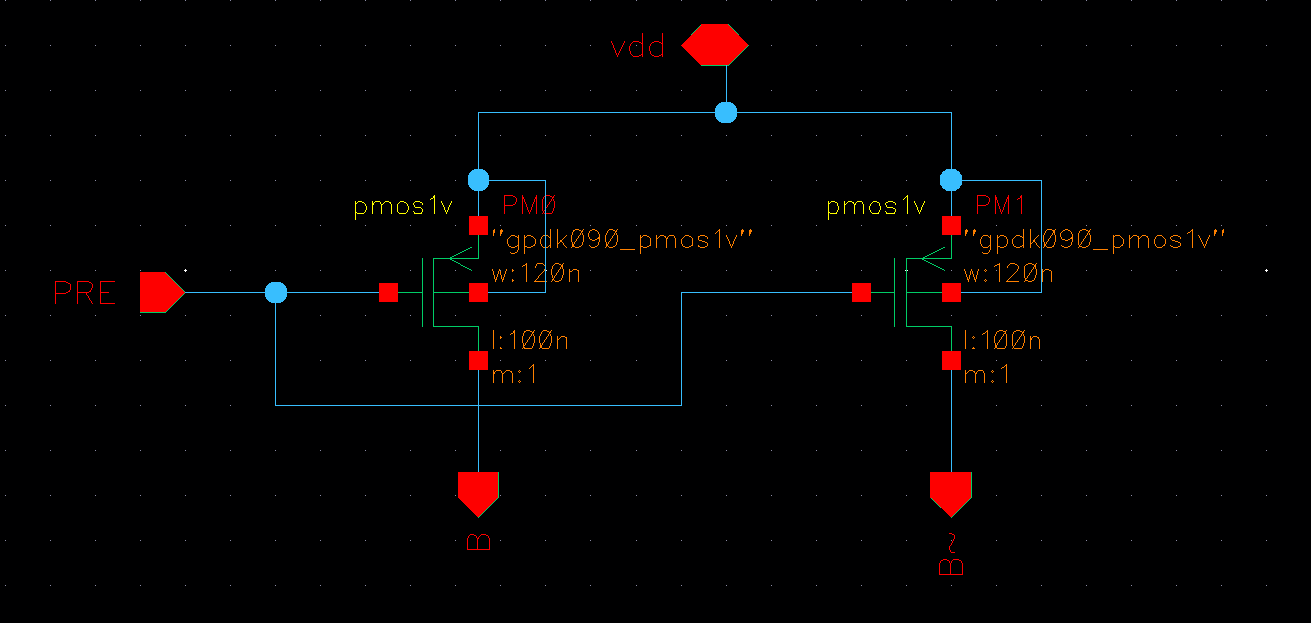 vdd
pmos1v
PM0
"gpdk090_pmos1v"
w:120n
l:100n
m:1
pmos1v
PM1
"gpdk090_pmos1v"
w:120n
l:100n
m:1
PRE
B
B~